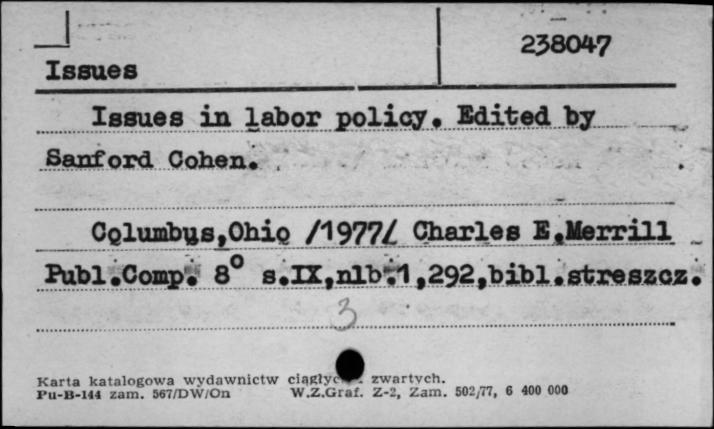 238047
Issues
Issues in labor policy. Edited by
Sanford Cohen.
Columbus,Ohio /1977/ Charles E.Merrill
Publ.Comp. 8° s.IX,nlb.1,292,bibl.streszcz.
3
Karta katalogowa wydawnictw zwartych.
Pu-B-144 zam. 567/DW/On W.Z.Graf. Z-2, Zam. 502/77, 6 400 000